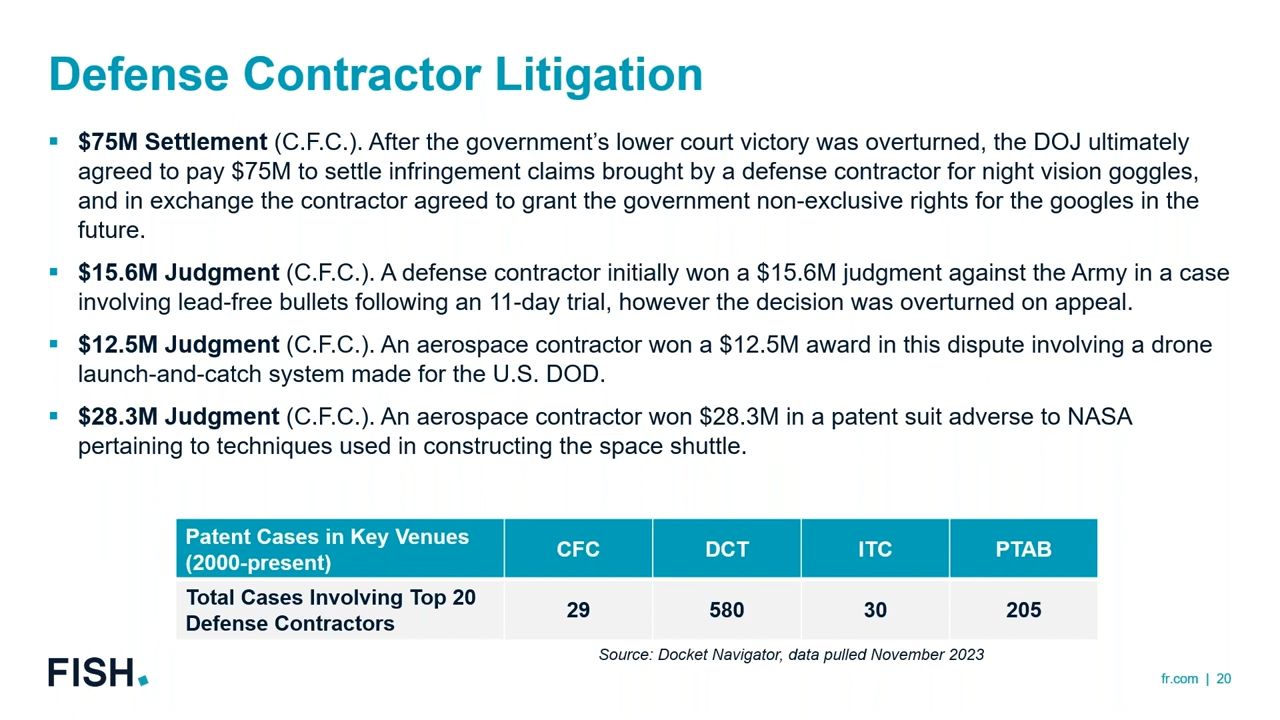 Defense Contractor Litigation
▪ $75M Settlement (C.F.C.). After the government’s lower court victory was overturned, the DOJ ultimately
agreed to pay $75M to settle infringement claims brought by a defense contractor for night vision goggles,
and in exchange the contractor agreed to grant the government non-exclusive rights for the googles in the
future.
▪ $15.6M Judgment (C.F.C.). A defense contractor initially won a $15.6M judgment against the Army in a case
involving lead-free bullets following an 11-day trial, however the decision was overturned on appeal.
▪ $12.5M Judgment (C.F.C.). An aerospace contractor won a $12.5M award in this dispute involving a drone
launch-and-catch system made for the U.S. DOD.
▪ $28.3M Judgment (C.F.C.). An aerospace contractor won $28.3M in a patent suit adverse to NASA
pertaining to techniques used in constructing the space shuttle.
Patent Cases in Key Venues
(2000-present)
CFC
DCT
ITC
PTAB
Total Cases Involving Top 20
Defense Contractors
29
580
30
205
Source: Docket Navigator, data pulled November 2023
FISH.
fr.com | 20